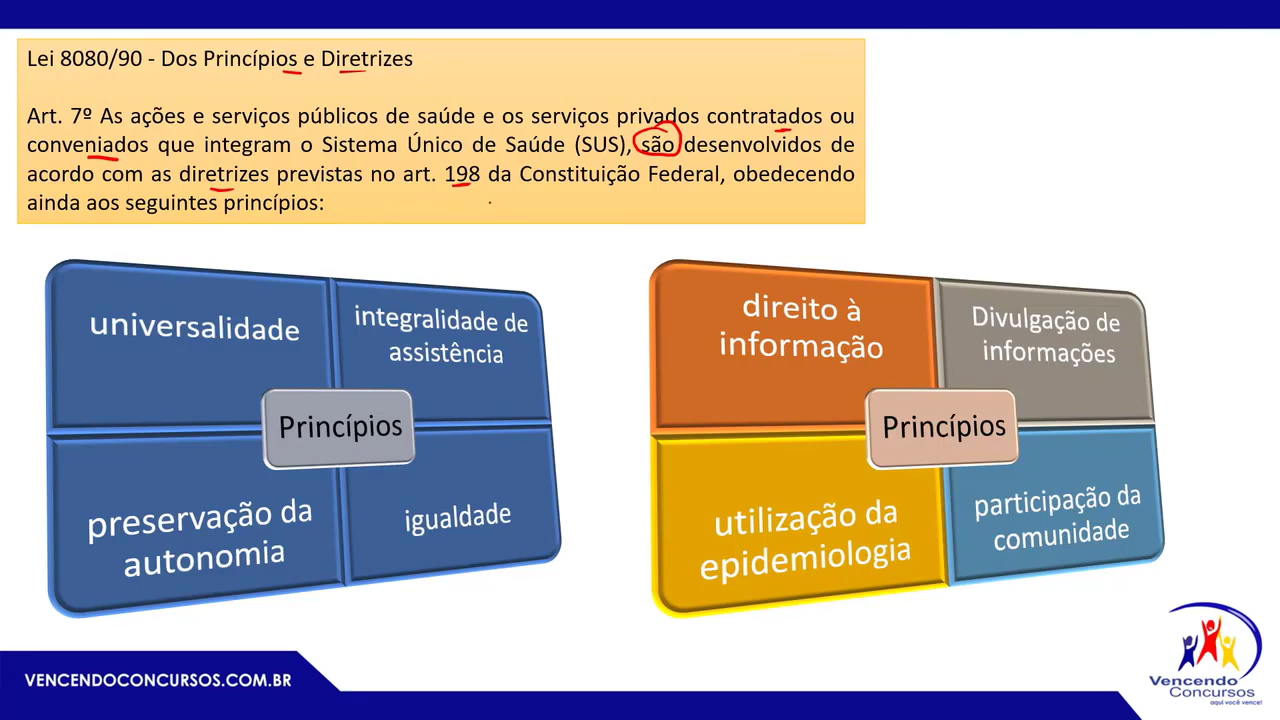 Lei 8080/90 - Dos Princípios e Diretrizes
Art. 7º As ações e serviços públicos de saúde e os serviços privados contratados ou
conveniados que integram o Sistema Único de Saúde (SUS), são desenvolvidos de
acordo com as diretrizes previstas no art. 198 da Constituição Federal, obedecendo
ainda aos seguintes princípios:
universalidade
integralidade de
assistência
Princípios
preservação da
autonomia
igualdade
direito à
informação
Divulgação de
informações
Princípios
utilização da
epidemiologia
participação da
comunidade
VENCENDOCONCURSOS.COM.BR
Vencendo
Concursos
aqui você vence!